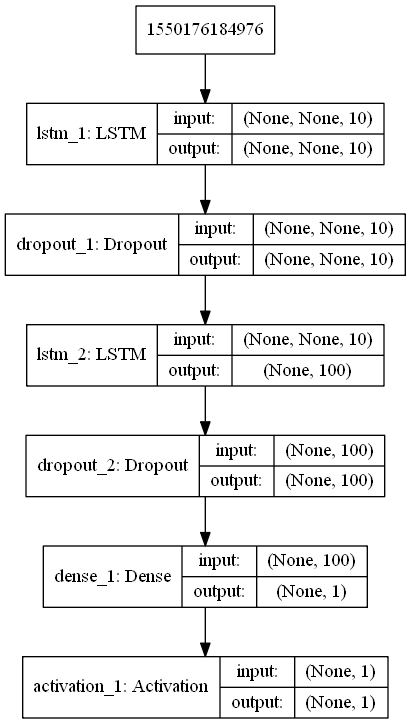 1550176184976
lstm_1: LSTM
input: (None, None, 10)
output: (None, None, 10)
dropout_1: Dropout
input: (None, None, 10)
output: (None, None, 10)
lstm_2: LSTM
input: (None, None, 10)
output: (None, 100)
dropout_2: Dropout
input: (None, 100)
output: (None, 100)
dense_1: Dense
input: (None, 100)
output: (None, 1)
activation_1: Activation
input: (None, 1)
output: (None, 1)